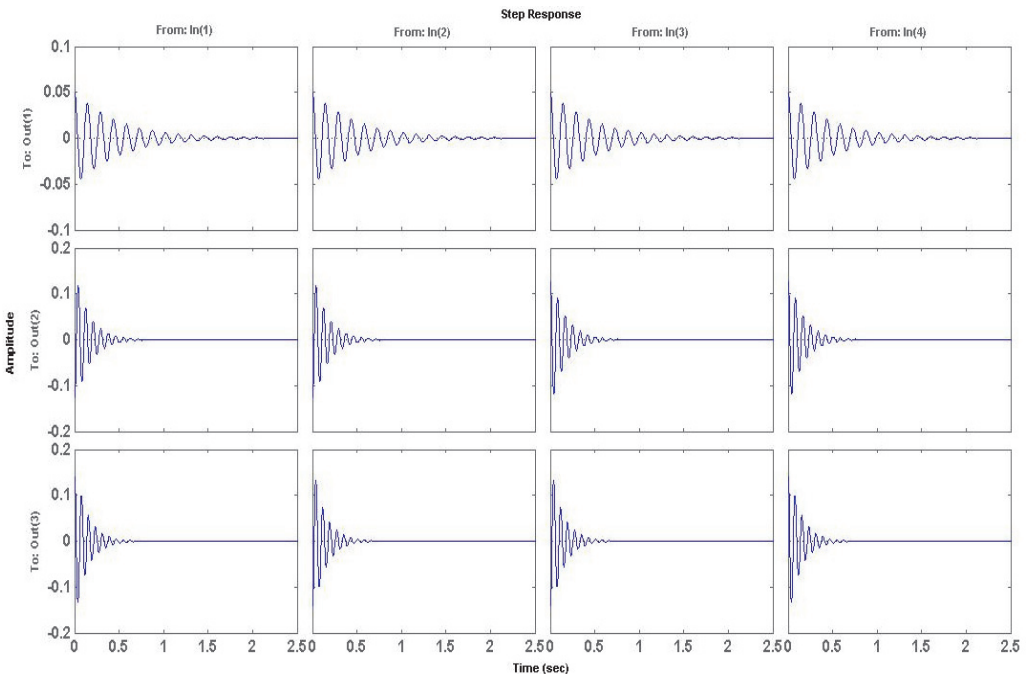 Step Response
From: In(1) From: In(2) From: In(3) From: In(4)
Amplitude
To: Out(1)
0.1
0.05
0
-0.05
-0.1
To: Out(2)
0.2
0.1
0
-0.1
-0.2
To: Out(3)
0.2
0.1
0
-0.1
-0.2
0 0.5 1 1.5 2 2.5 0 0.5 1 1.5 2 2.5 0 0.5 1 1.5 2 2.5 0 0.5 1 1.5 2 2.5
Time (sec)